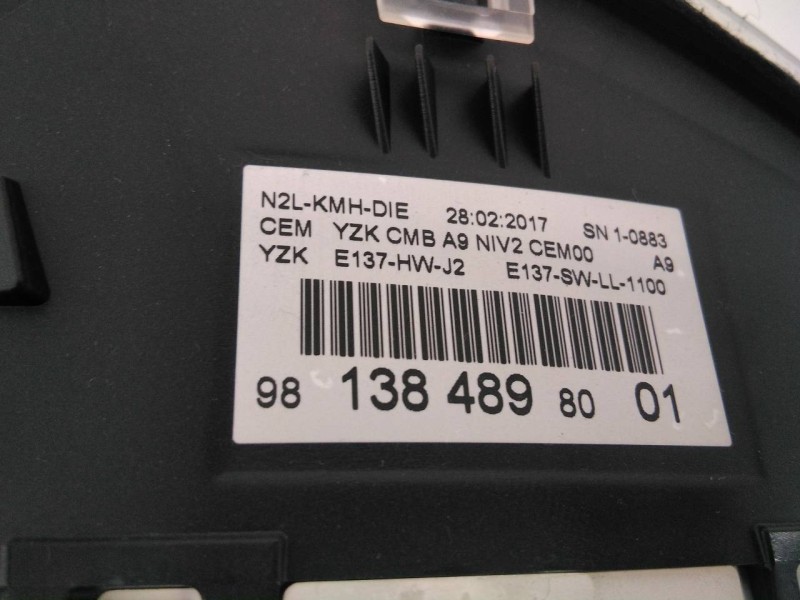 N2L-KMH-DIE 28:02:2017 SN 1-0883
CEM YZK CMB A9 NIV2 CEM00 A9
YZK E137-HW-J2 E137-SW-LL-1100
98 138 489 80 01